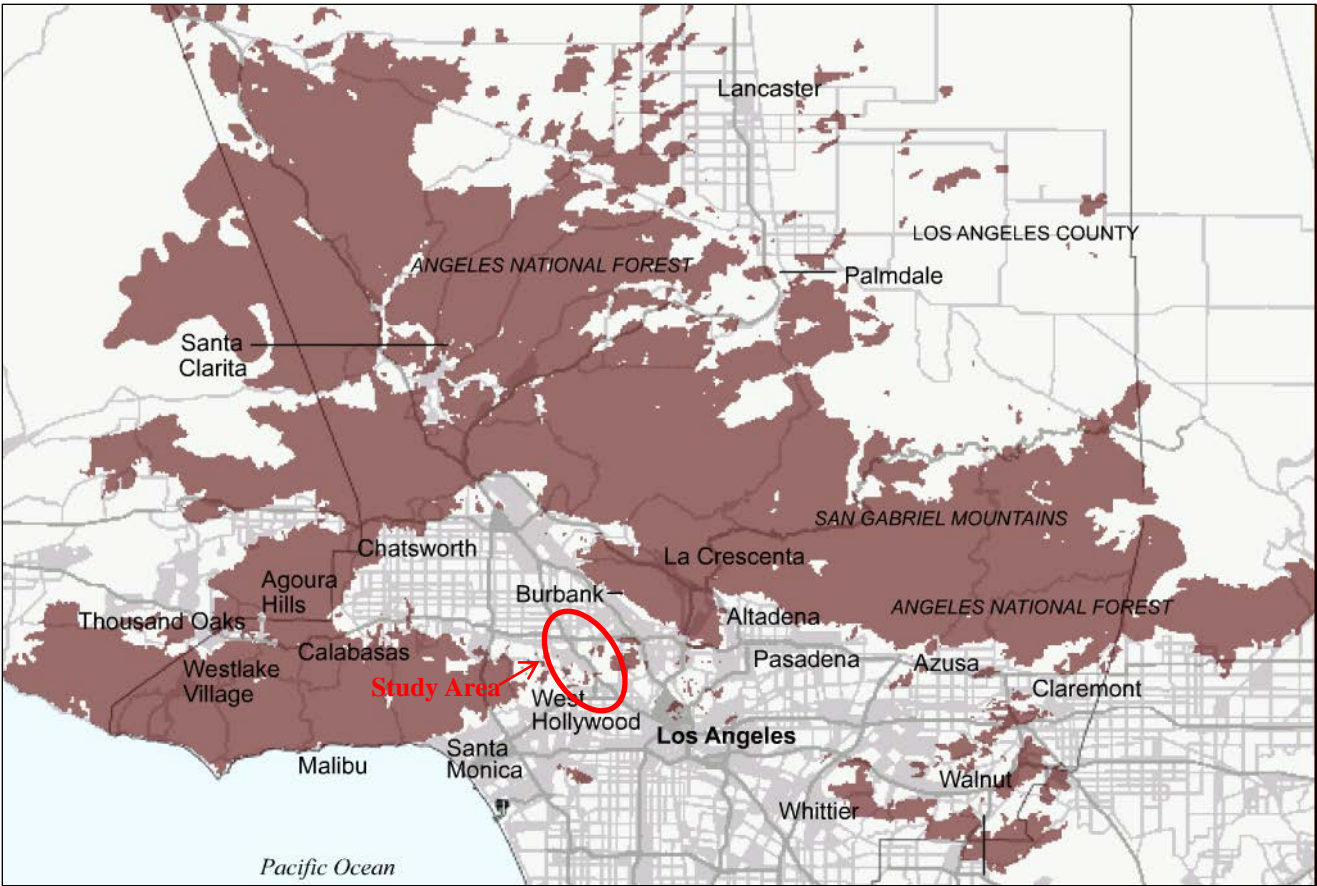 Lancaster
LOS ANGELES COUNTY
ANGELES NATIONAL FOREST
Palmdale
Santa
Clarita
SAN GABRIEL MOUNTAINS
Chatsworth
La Crescenta
Agoura
Hills
Burbank
ANGELES NATIONAL FOREST
Thousand Oaks
Altadena
Calabasas
Pasadena
Azusa
Westlake
Village
Study Area
Claremont
West
Hollywood
Los Angeles
Santa
Monica
Malibu
Walnut
Whittier
Pacific Ocean